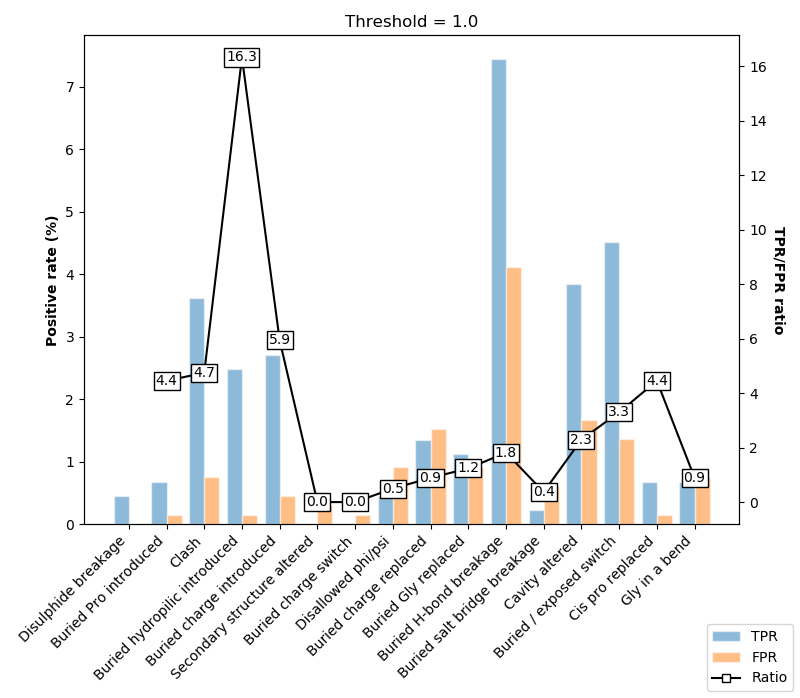 Threshold = 1.0
Positive rate (%)
7
6
5
4
3
2
1
0
16.3
4.4
4.7
5.9
0.0
0.0
0.5
0.9
1.2
1.8
0.4
2.3
3.3
4.4
0.9
16
14
12
10
8
6
4
2
0
TPR/FPR ratio
Disulphide breakage
Buried Pro introduced
Clash
Buried hydropilic introduced
Buried charge introduced
Secondary structure altered
Buried charge switch
Disallowed phi/psi
Buried charge replaced
Buried Gly replaced
Buried H-bond breakage
Buried salt bridge breakage
Cavity altered
Buried / exposed switch
Cis pro replaced
Gly in a bend
TPR
FPR
Ratio